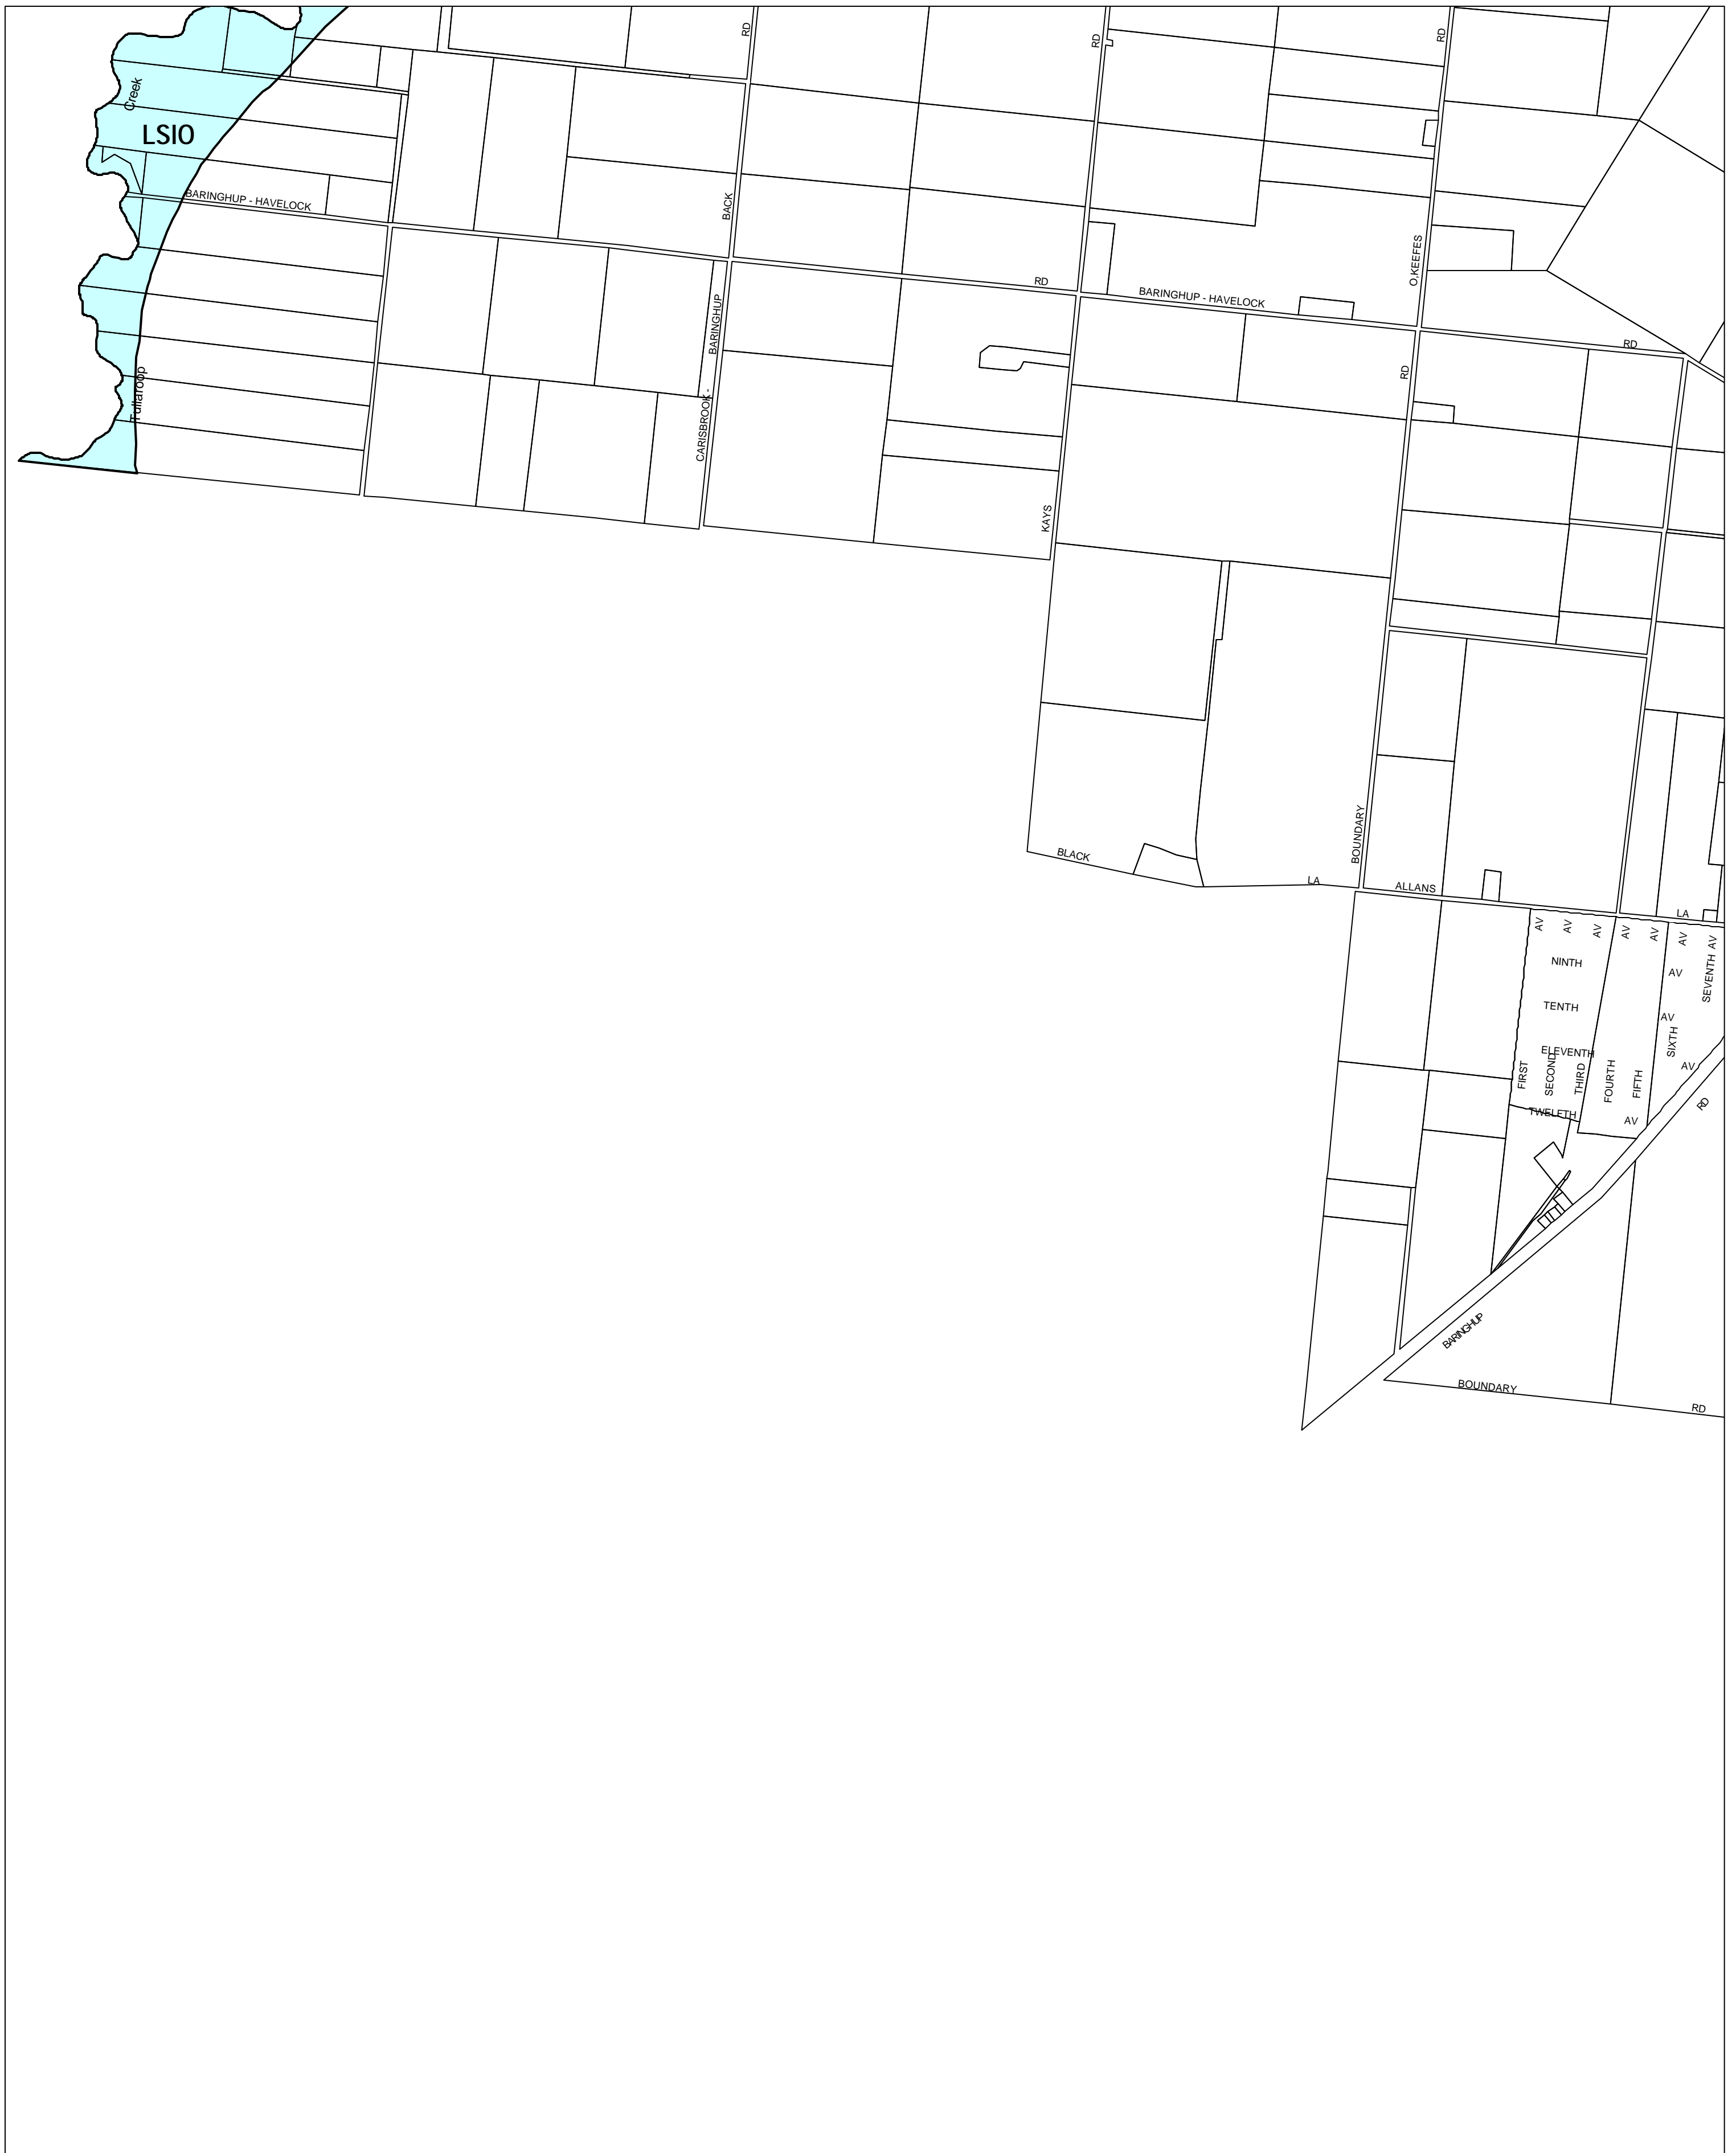 RD
RD
RD
Creek
LSIO
BARINGHUP - HAVELOCK
BACK
O.KEEFES
RD
BARINGHUP - HAVELOCK
BARINGHUP
RD
RD
Tullaroop
CARISBROOK -
KAYS
BOUNDARY
BLACK
LA
ALLANS
LA
AV
AV
AV
AV
AV
AV
AV
NINTH
AV
SEVENTH
TENTH
AV
SIXTH
ELEVENTH
AV
FIRST
SECOND
THIRD
FOURTH
FIFTH
TWELFTH
AV
RD
BARINGHUP
BOUNDARY
RD